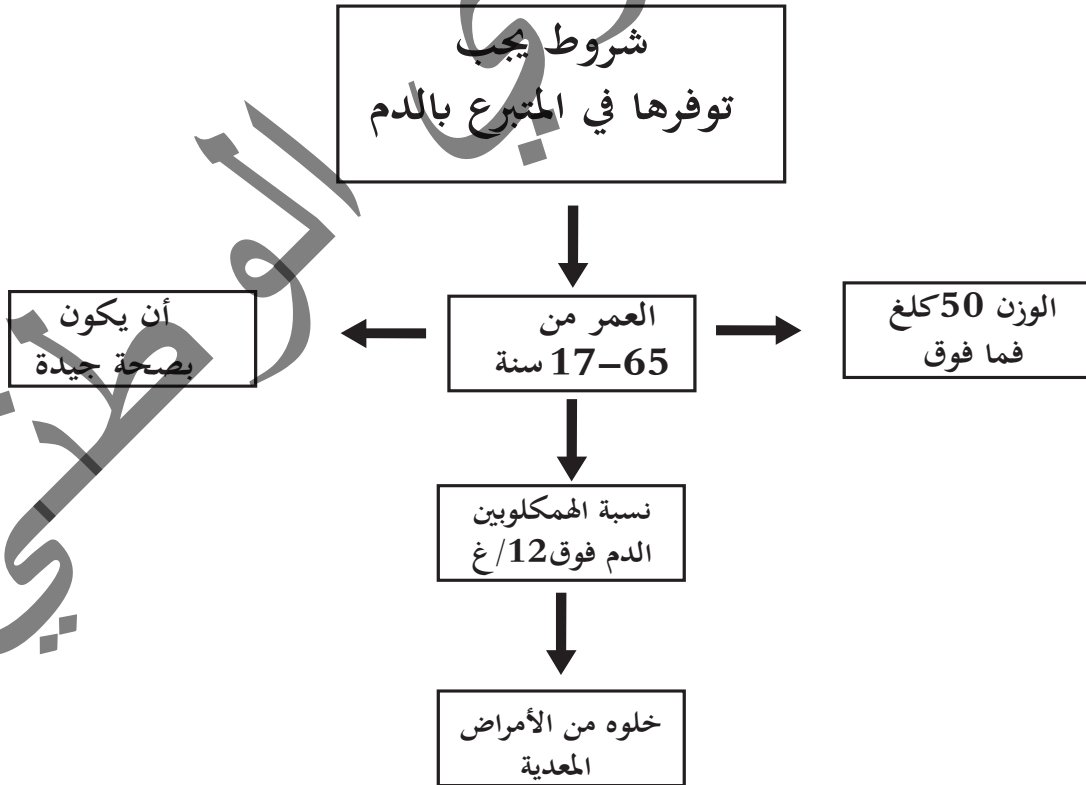 شروط يجب
توفرها في المتبرع بالدم
الوزن 50كلغ
فما فوق
العمر من
17–65 سنة
أن يكون
بصحة جيدة
نسبة الهمكلوبين
الدم فوق12/غ
خلوه من الأمراض
المعدية